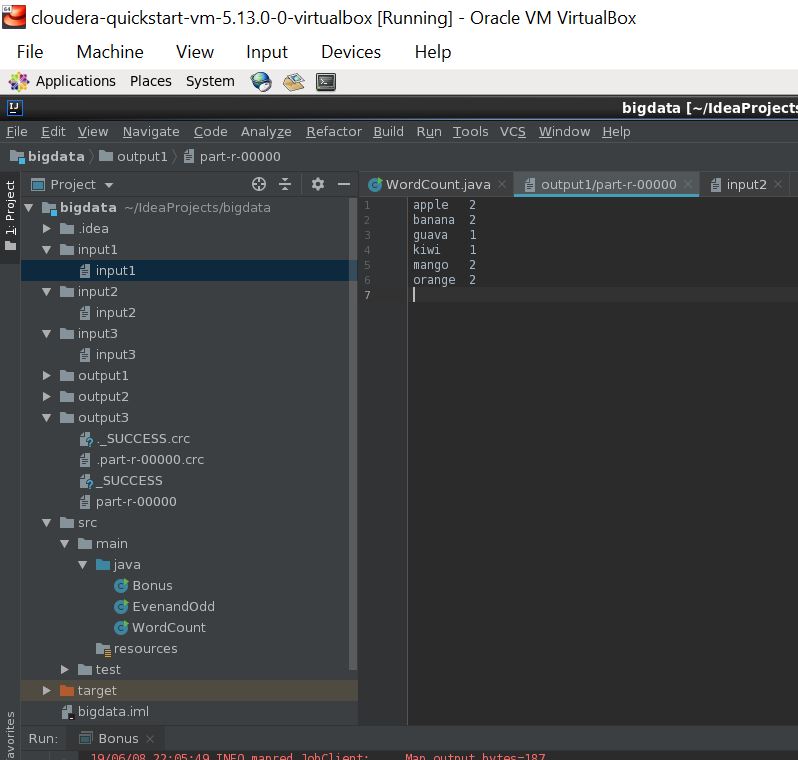 cloudera-quickstart-vm-5.13.0-0-virtualbox [Running] - Oracle VM VirtualBox
File Machine View Input Devices Help
Applications Places System
bigdata [~/IdeaProjects
File Edit View Navigate Code Analyze Refactor Build Run Tools VCS Window Help
bigdata output1 part-r-00000
1: Project
Project
WordCount.java output1/part-r-00000 input2
bigdata ~/IdeaProjects/bigdata
.idea
input1
input1
input2
input2
input3
input3
output1
output2
output3
._SUCCESS.crc
.part-r-00000.crc
_SUCCESS
part-r-00000
src
main
java
Bonus
EvenandOdd
WordCount
resources
test
target
bigdata.iml
1 apple 2
2 banana 2
3 guava 1
4 kiwi 1
5 mango 2
6 orange 2
7
avorites
Run: Bonus
19/06/08 22:05:49 INFO mapred.JobClient: Map output bytes=187